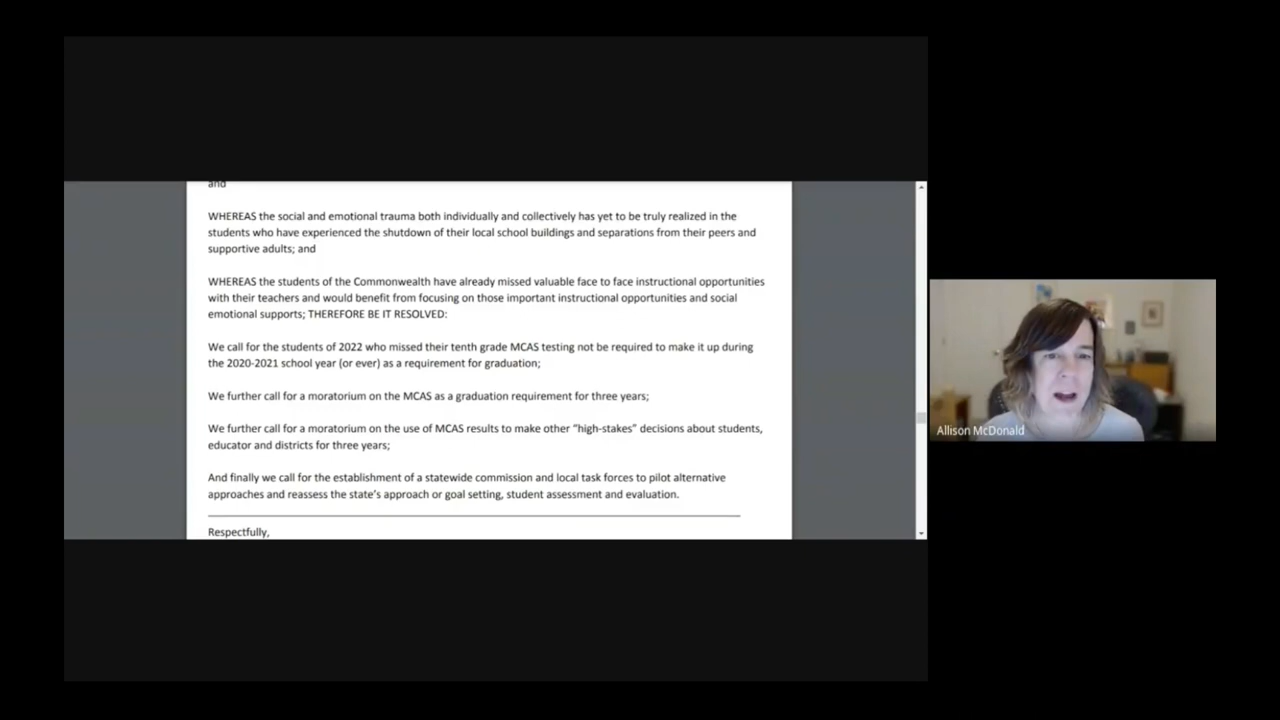 and
WHEREAS the social and emotional trauma both individually and collectively has yet to be truly realized in the
students who have experienced the shutdown of their local school buildings and separations from their peers and
supportive adults; and
WHEREAS the students of the Commonwealth have already missed valuable face to face instructional opportunities
with their teachers and would benefit from focusing on those important instructional opportunities and social
emotional supports; THEREFORE BE IT RESOLVED:
We call for the students of 2022 who missed their tenth grade MCAS testing not be required to make it up during
the 2020-2021 school year (or ever) as a requirement for graduation;
We further call for a moratorium on the MCAS as a graduation requirement for three years;
We further call for a moratorium on the use of MCAS results to make other “high-stakes” decisions about students,
educator and districts for three years;
And finally we call for the establishment of a statewide commission and local task forces to pilot alternative
approaches and reassess the state’s approach or goal setting, student assessment and evaluation.
Respectfully,
Allison McDonald